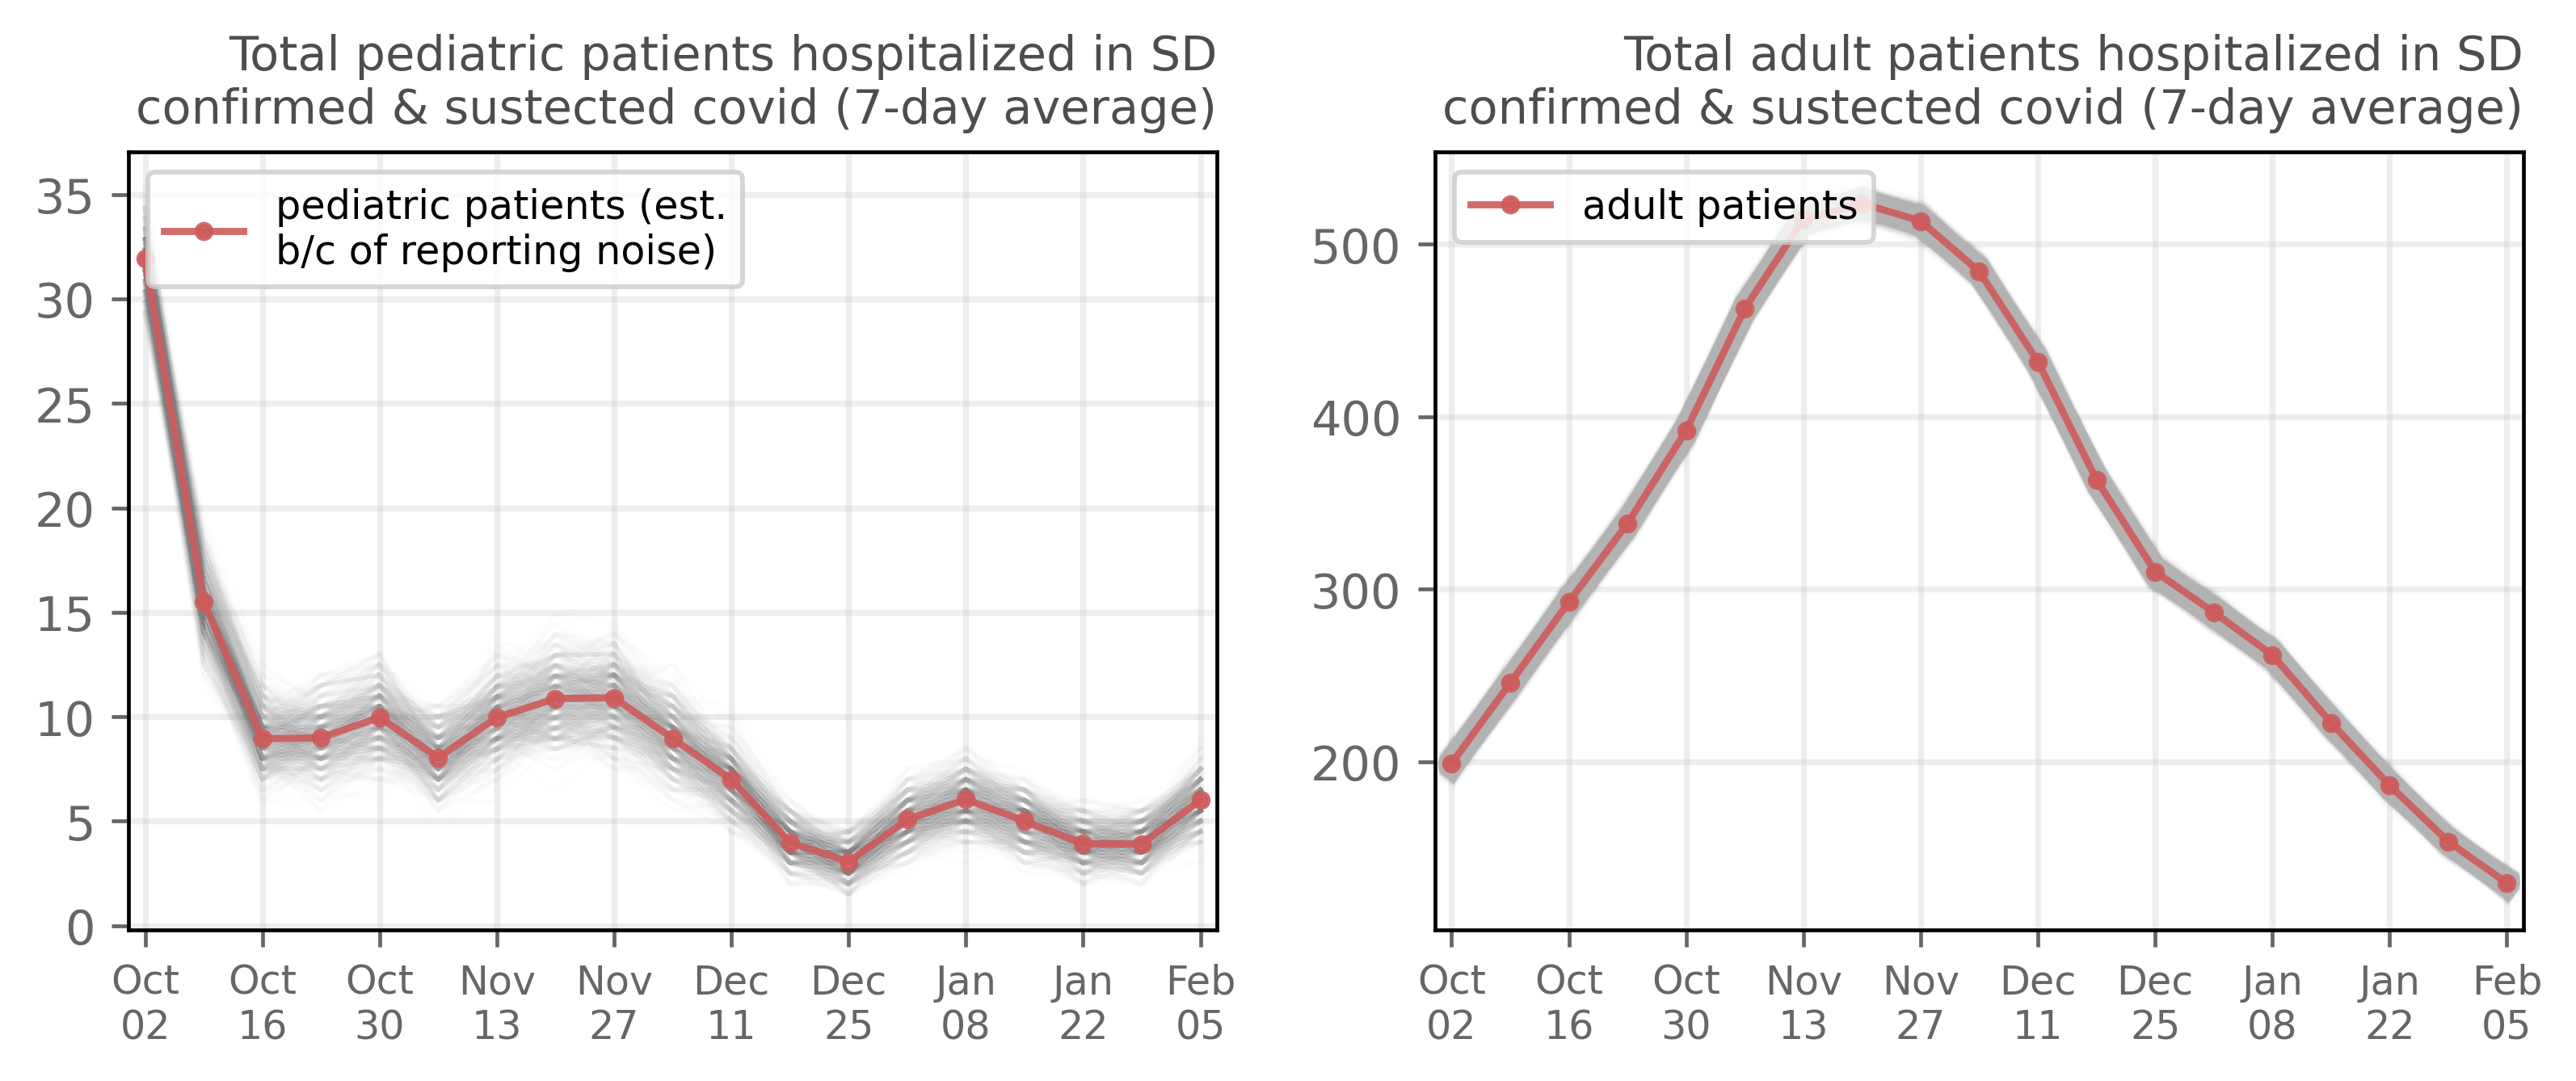 Total pediatric patients hospitalized in SD
confirmed & sustected covid (7-day average)
pediatric patients (est.
b/c of reporting noise)
35
30
25
20
15
10
5
0
Oct Oct Oct Nov Nov Dec Dec Jan Jan Feb
02 16 30 13 27 11 25 08 22 05
Total adult patients hospitalized in SD
confirmed & sustected covid (7-day average)
adult patients
500
400
300
200
Oct Oct Oct Nov Nov Dec Dec Jan Jan Feb
02 16 30 13 27 11 25 08 22 05